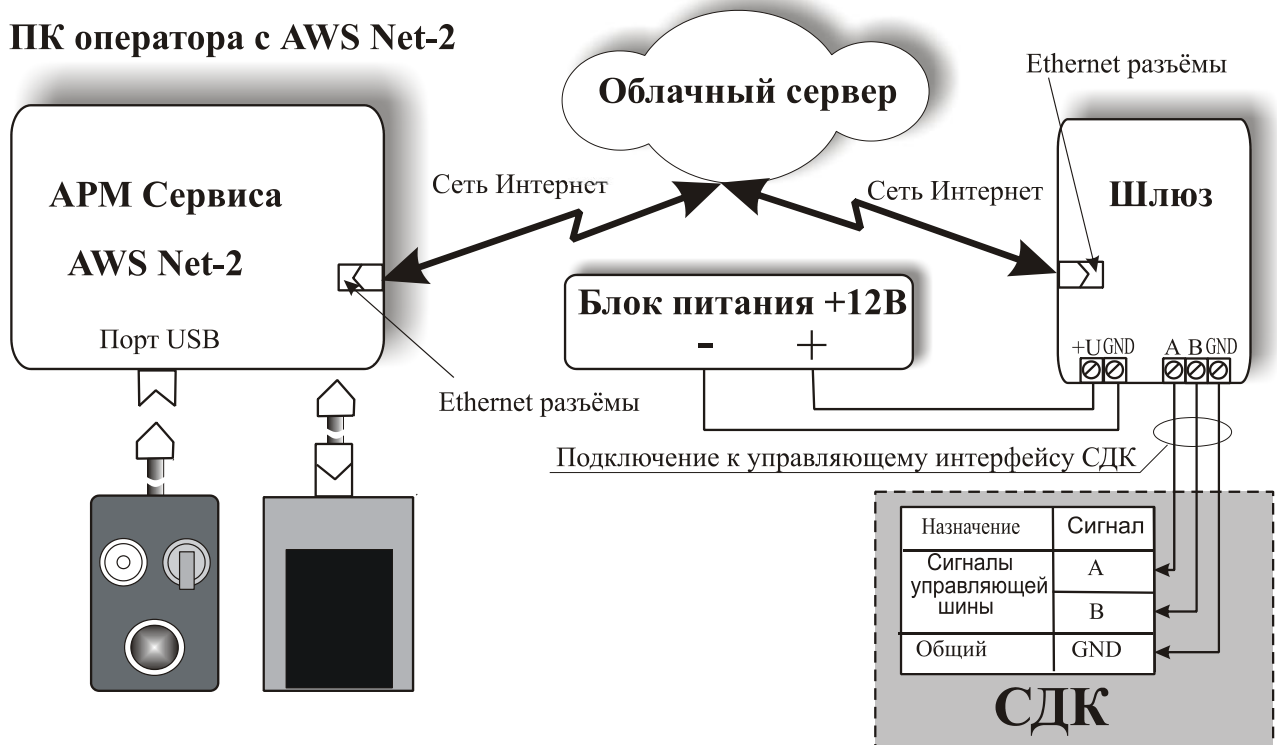 ПК оператора с AWS Net-2
Облачный сервер
Ethernet разъёмы
АРМ Сервиса
AWS Net-2
Порт USB
Сеть Интернет
Сеть Интернет
Шлюз
Блок питания +12В
- +
+U GND A B GND
Ethernet разъёмы
Подключение к управляющему интерфейсу СДК
Назначение Сигнал
Сигналы
управляющей
шины
A
B
Общий GND
СДК